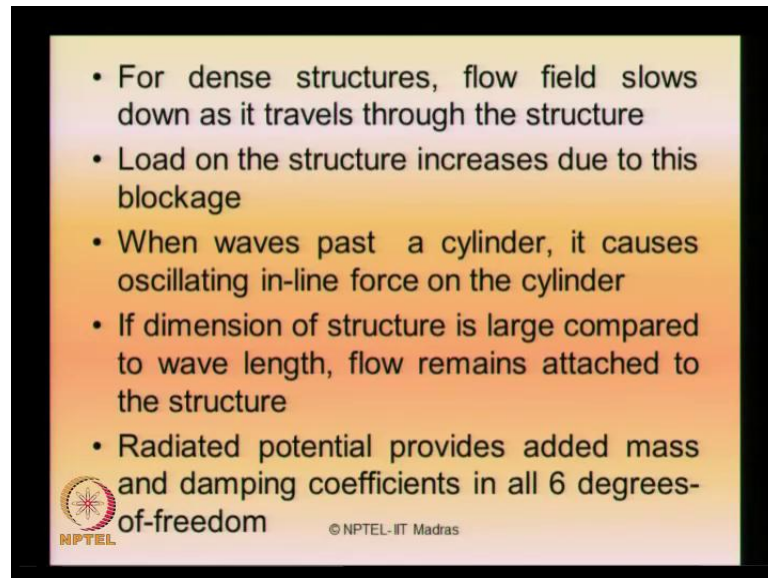 • For dense structures, flow field slows
down as it travels through the structure
• Load on the structure increases due to this
blockage
• When waves past a cylinder, it causes
oscillating in-line force on the cylinder
• If dimension of structure is large compared
to wave length, flow remains attached to
the structure
• Radiated potential provides added mass
and damping coefficients in all 6 degrees-
of-freedom
© NPTEL-IIT Madras
NPTEL